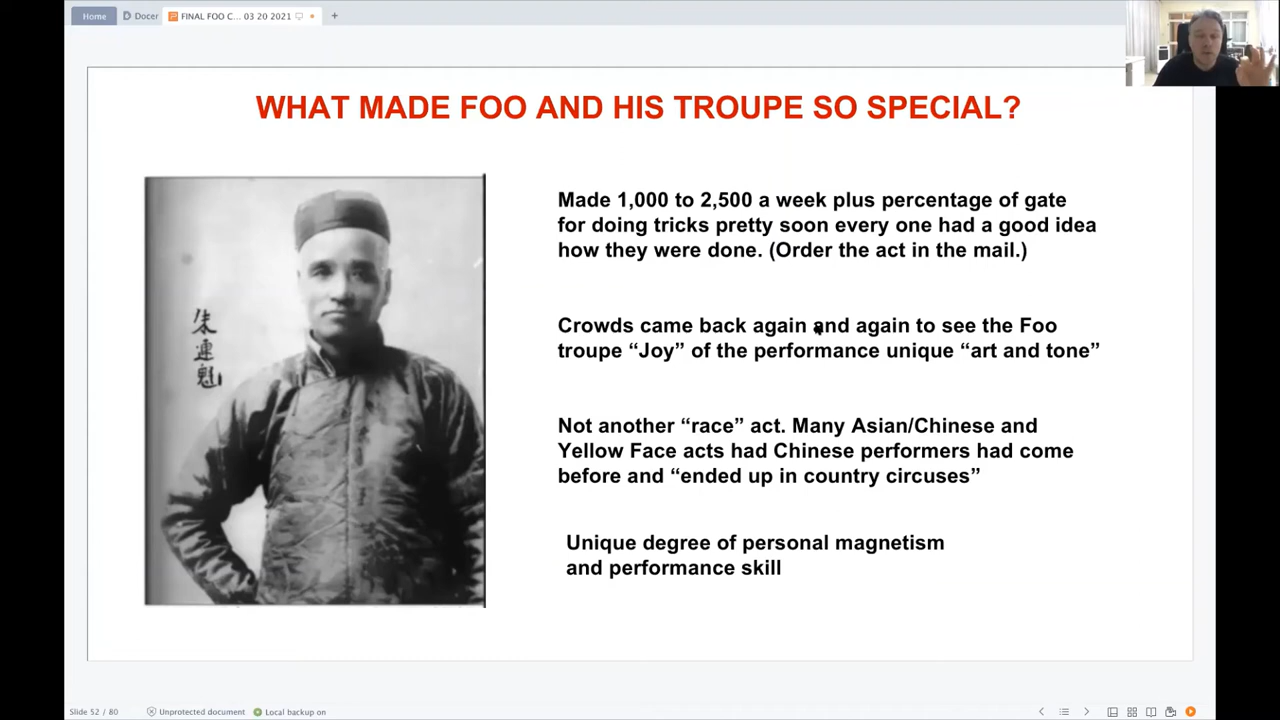 Home
Docer
FINAL FOO C... 03 20 2021
WHAT MADE FOO AND HIS TROUPE SO SPECIAL?
朱連魁
Made 1,000 to 2,500 a week plus percentage of gate
for doing tricks pretty soon every one had a good idea
how they were done. (Order the act in the mail.)
Crowds came back again and again to see the Foo
troupe “Joy” of the performance unique “art and tone”
Not another “race” act. Many Asian/Chinese and
Yellow Face acts had Chinese performers had come
before and “ended up in country circuses”
Unique degree of personal magnetism
and performance skill
Slide 52 / 80
Unprotected document
Local backup on